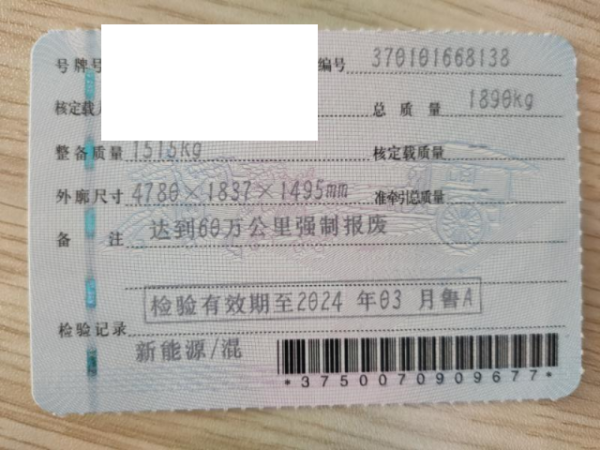 号牌号 编号 370101668138
核定载 总质量 1890kg
整备质量 1515kg 核定载质量
外廓尺寸 4780×1837×1495mm 准牵引总质量
备注 达到60万公里强制报废
检验有效期至2024年03月鲁A
检验记录
新能源/混
*3750070909677*